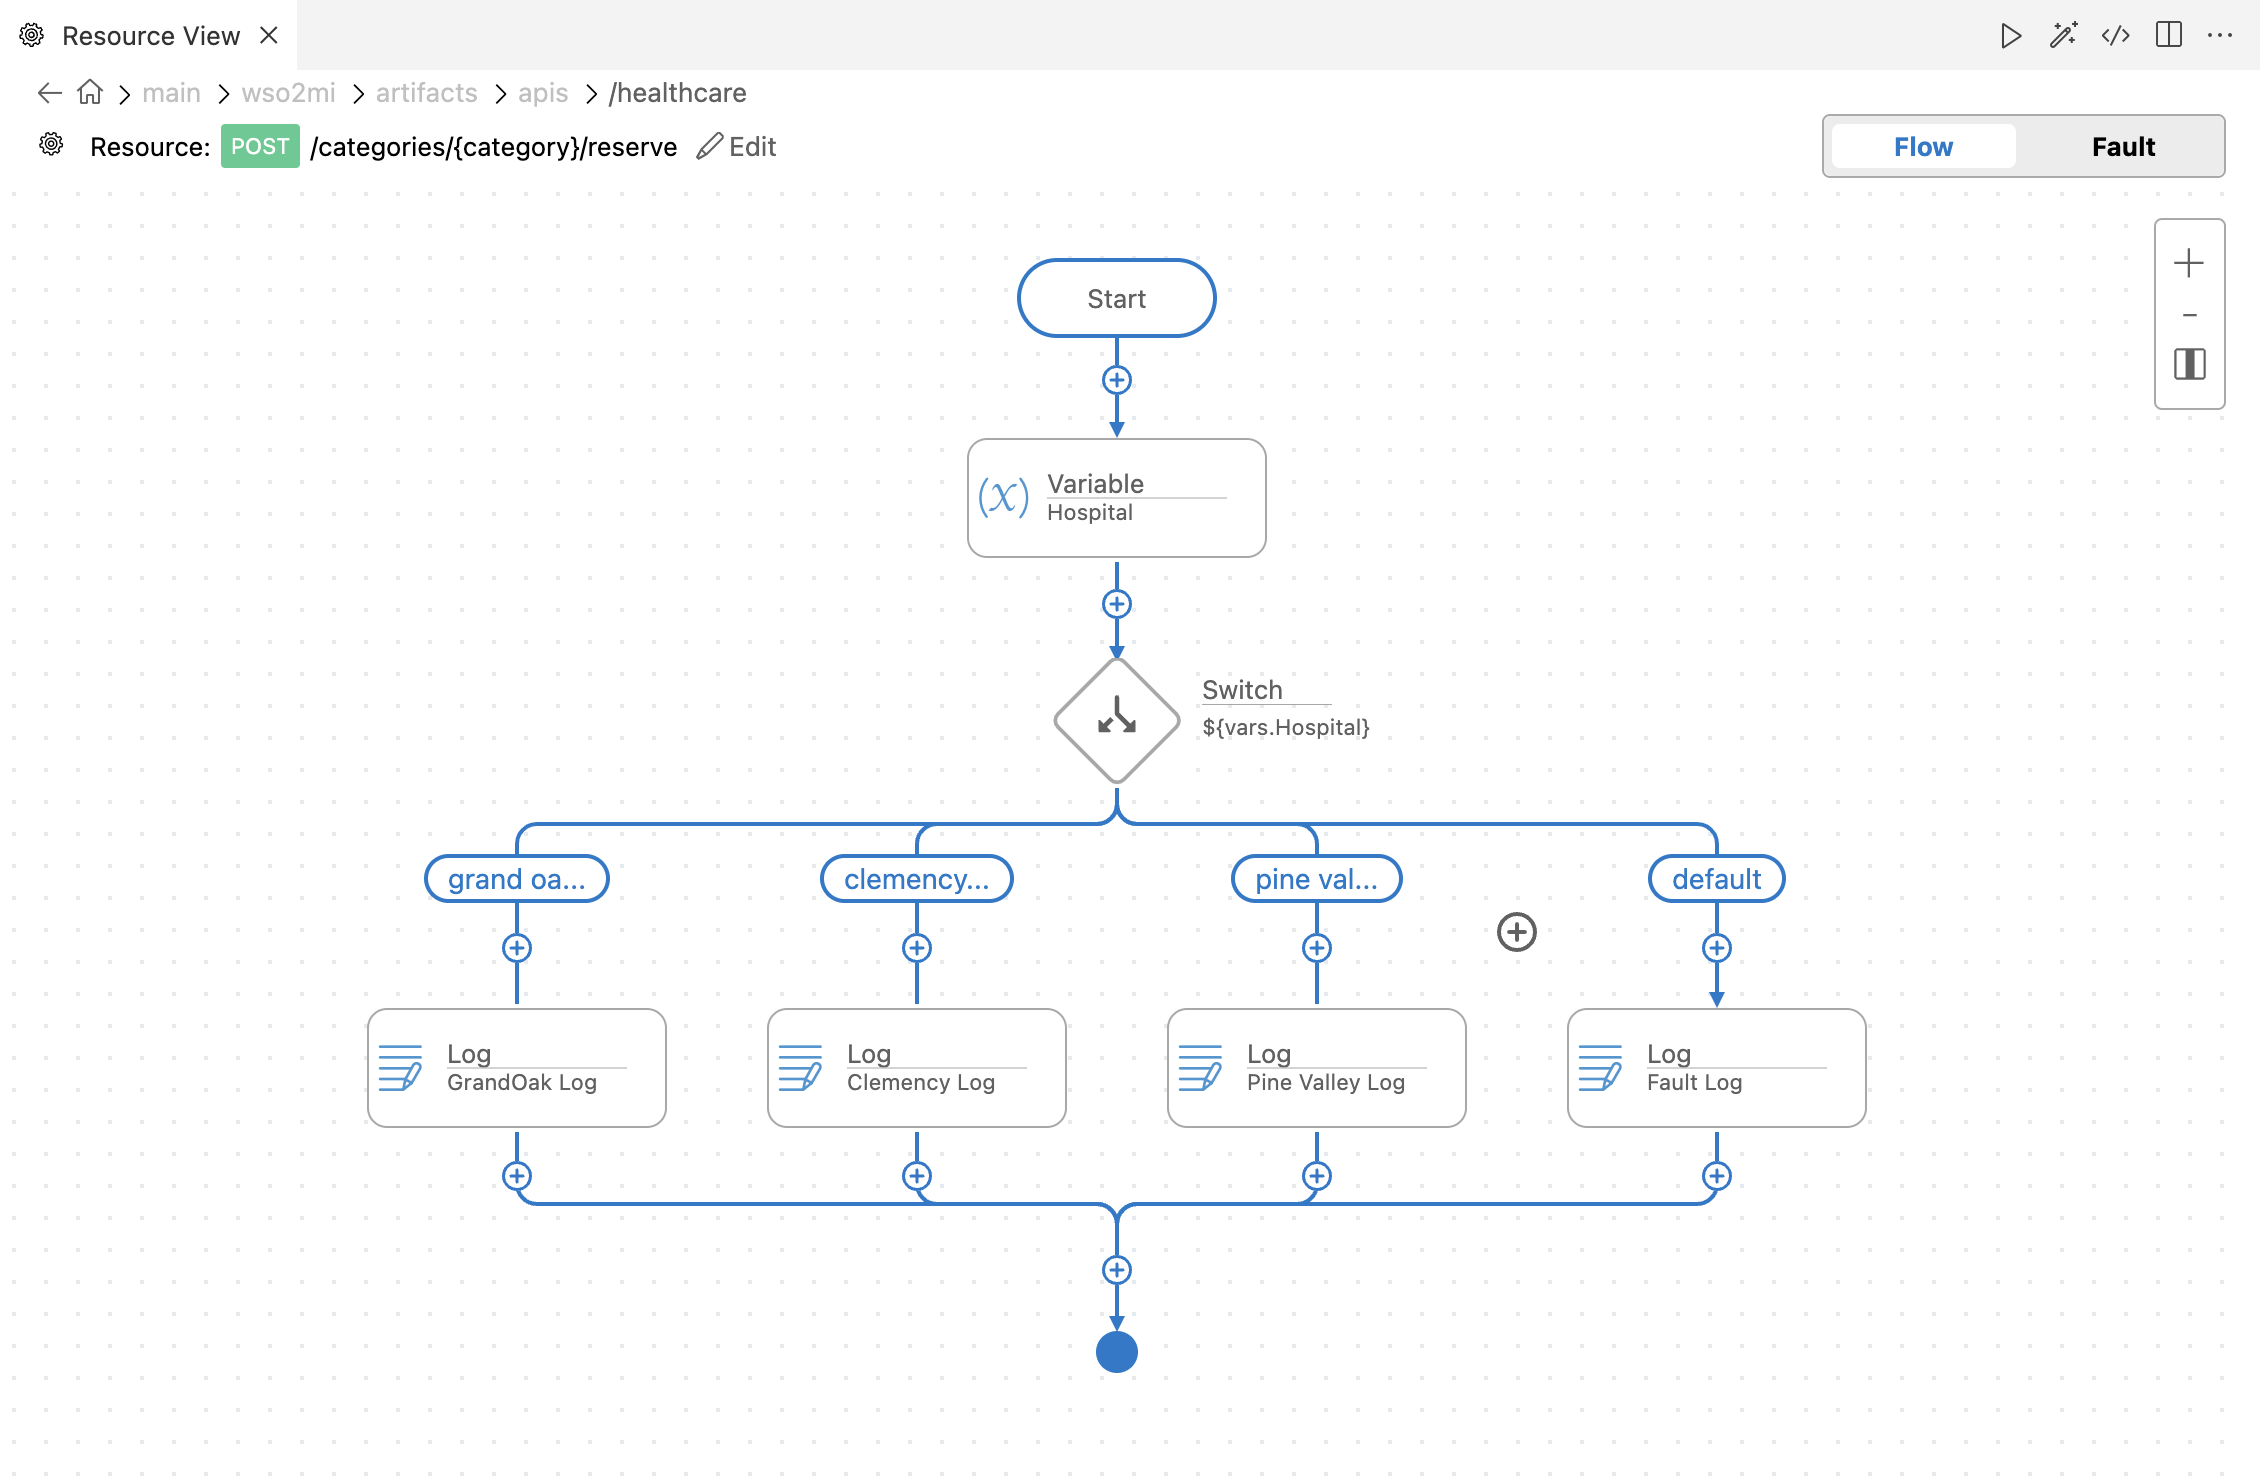 Resource View
main wso2mi artifacts apis /healthcare
Resource: POST /categories/{category}/reserve Edit
Flow Fault
Start
Variable
Hospital
Switch
${vars.Hospital}
grand oa... clemency... pine val... default
Log Log Log Log
GrandOak Log Clemency Log Pine Valley Log Fault Log